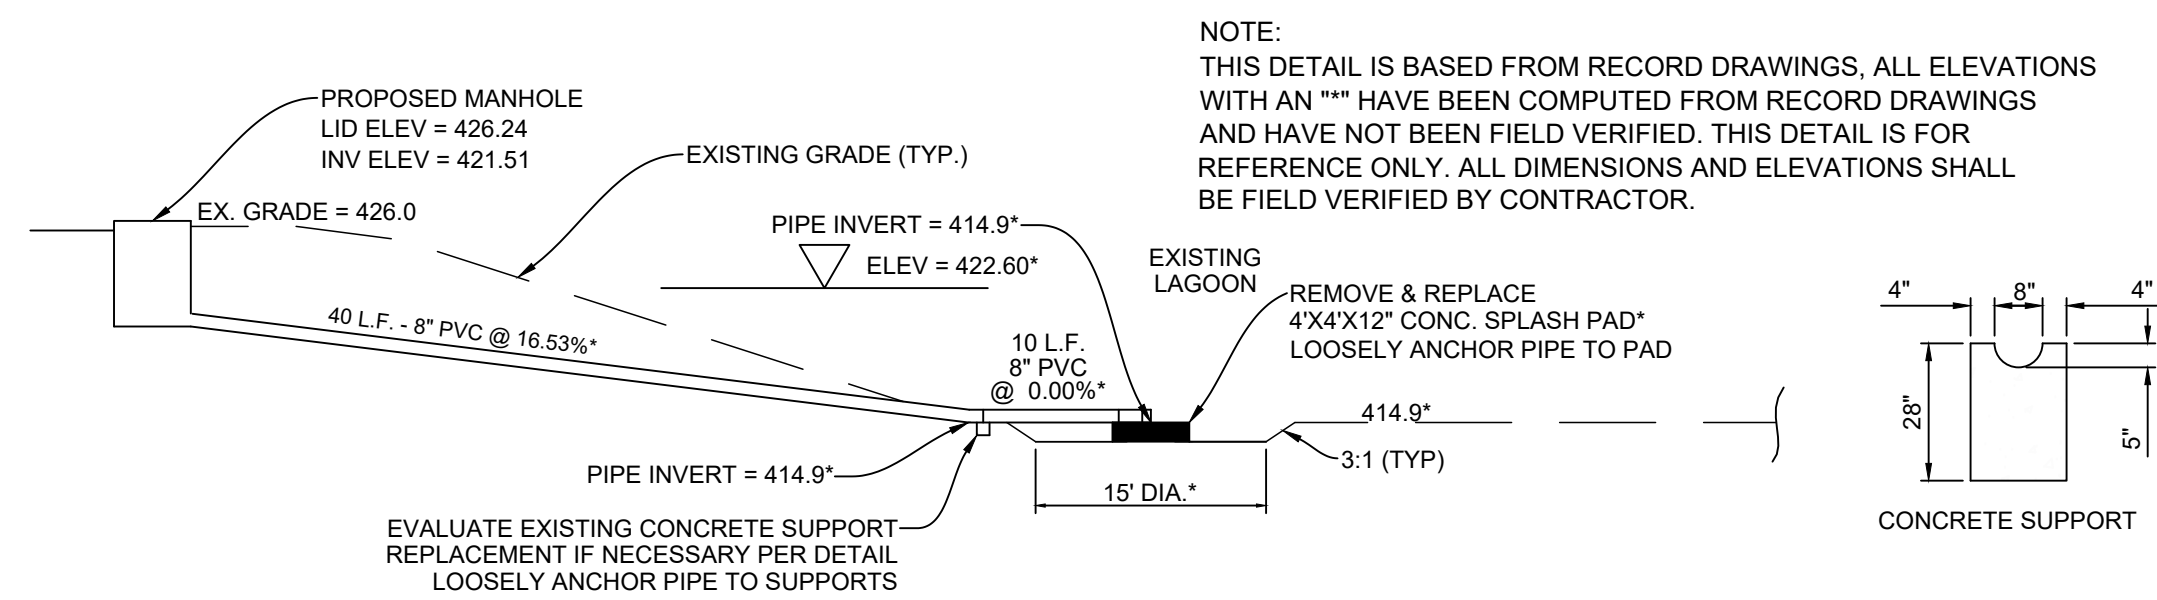 NOTE:
THIS DETAIL IS BASED FROM RECORD DRAWINGS, ALL ELEVATIONS
WITH AN "*" HAVE BEEN COMPUTED FROM RECORD DRAWINGS
AND HAVE NOT BEEN FIELD VERIFIED. THIS DETAIL IS FOR
REFERENCE ONLY. ALL DIMENSIONS AND ELEVATIONS SHALL
BE FIELD VERIFIED BY CONTRACTOR.
PROPOSED MANHOLE
LID ELEV = 426.24
INV ELEV = 421.51
EXISTING GRADE (TYP.)
EX. GRADE = 426.0
PIPE INVERT = 414.9*
ELEV = 422.60*
EXISTING
LAGOON
REMOVE & REPLACE
4'X4'X12" CONC. SPLASH PAD*
LOOSELY ANCHOR PIPE TO PAD
40 L.F. - 8" PVC @ 16.53%*
10 L.F.
8" PVC
@ 0.00%*
414.9*
3:1 (TYP)
PIPE INVERT = 414.9*
15' DIA.*
EVALUATE EXISTING CONCRETE SUPPORT
REPLACEMENT IF NECESSARY PER DETAIL
LOOSELY ANCHOR PIPE TO SUPPORTS
4"
8"
4"
28"
5"
CONCRETE SUPPORT